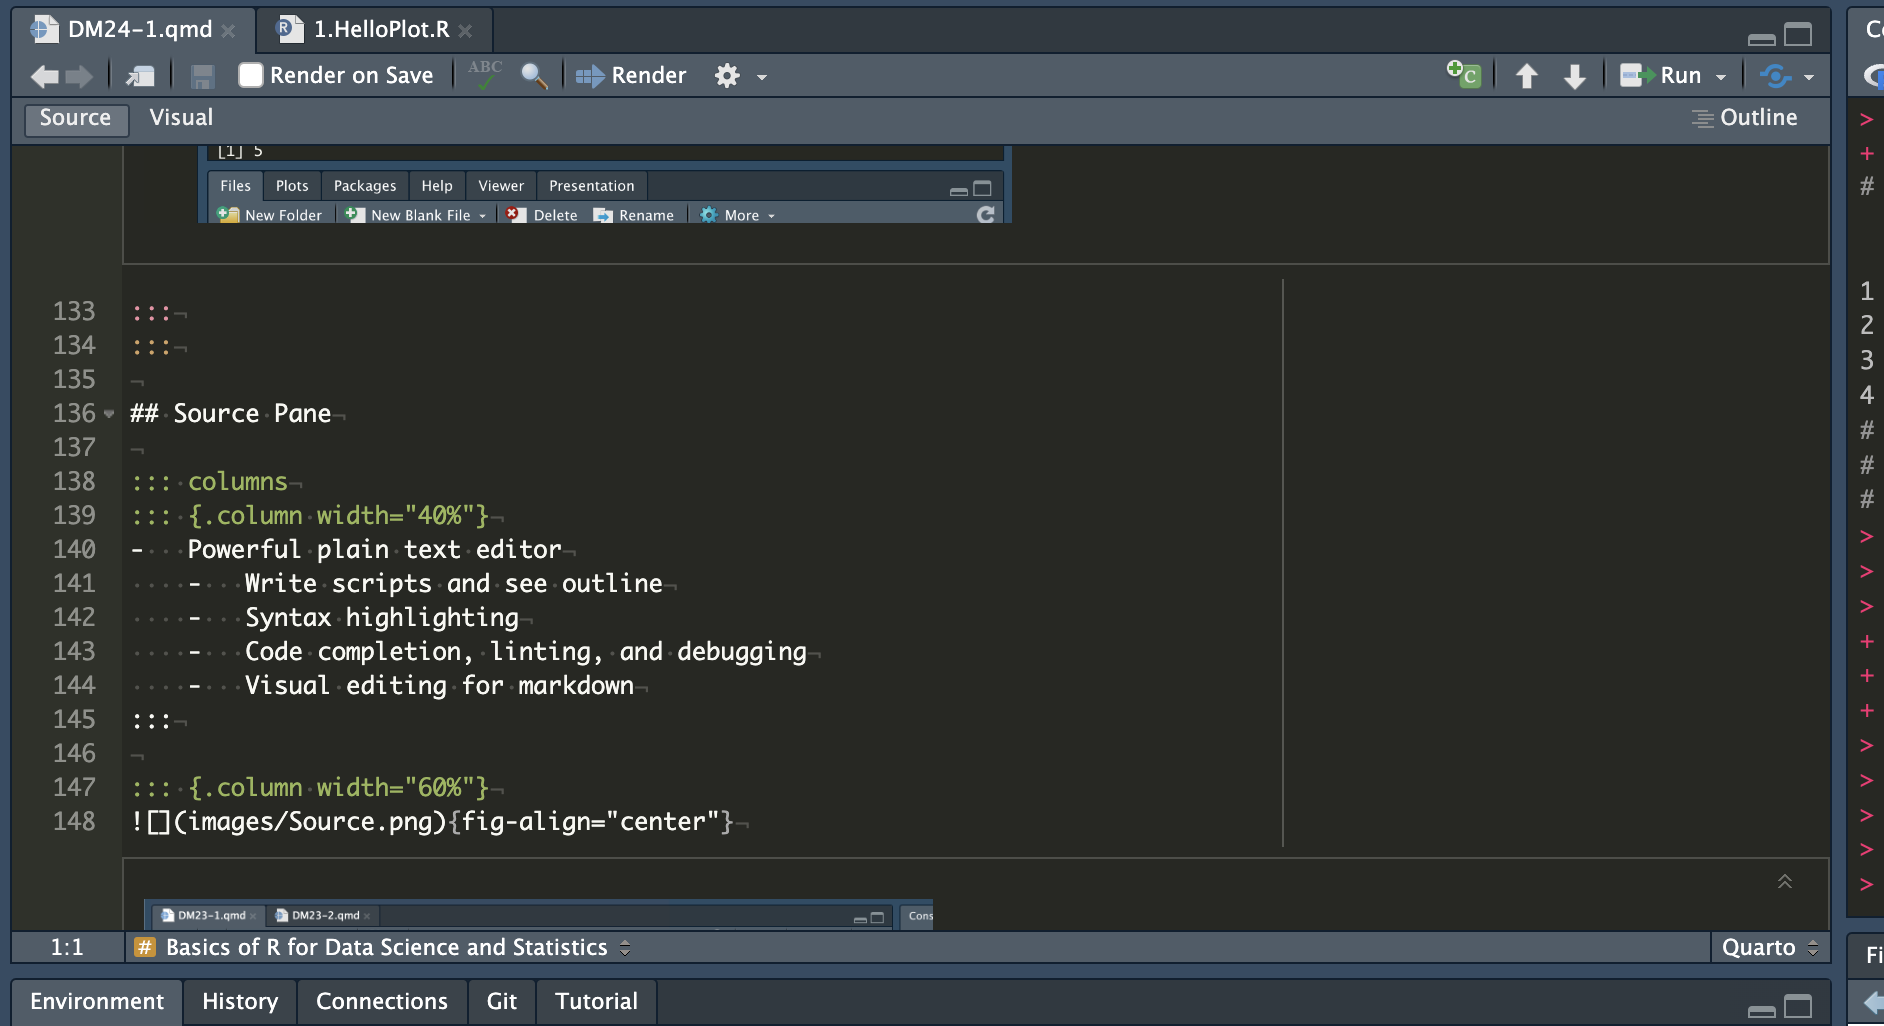 DM24-1.qmd × 1.HelloPlot.R ×
Render on Save ABC Render Run
Source Visual Outline
[1] 5
Files Plots Packages Help Viewer Presentation
New Folder New Blank File Delete Rename More
133 :::
134 :::
135
136 ## Source Pane
137
138 ::: columns
139 ::: {.column width="40%"}
140 -   Powerful plain text editor
141     -   Write scripts and see outline
142     -   Syntax highlighting
143     -   Code completion, linting, and debugging
144     -   Visual editing for markdown
145 :::
146
147 ::: {.column width="60%"}
148 ![](images/Source.png){fig-align="center"}
DM23-1.qmd × DM23-2.qmd × Cons
1:1 # Basics of R for Data Science and Statistics Quarto
Environment History Connections Git Tutorial
>
+
#
1
2
3
4
#
#
#
>
>
>
+
+
+
>
>
>
>
>
Fi